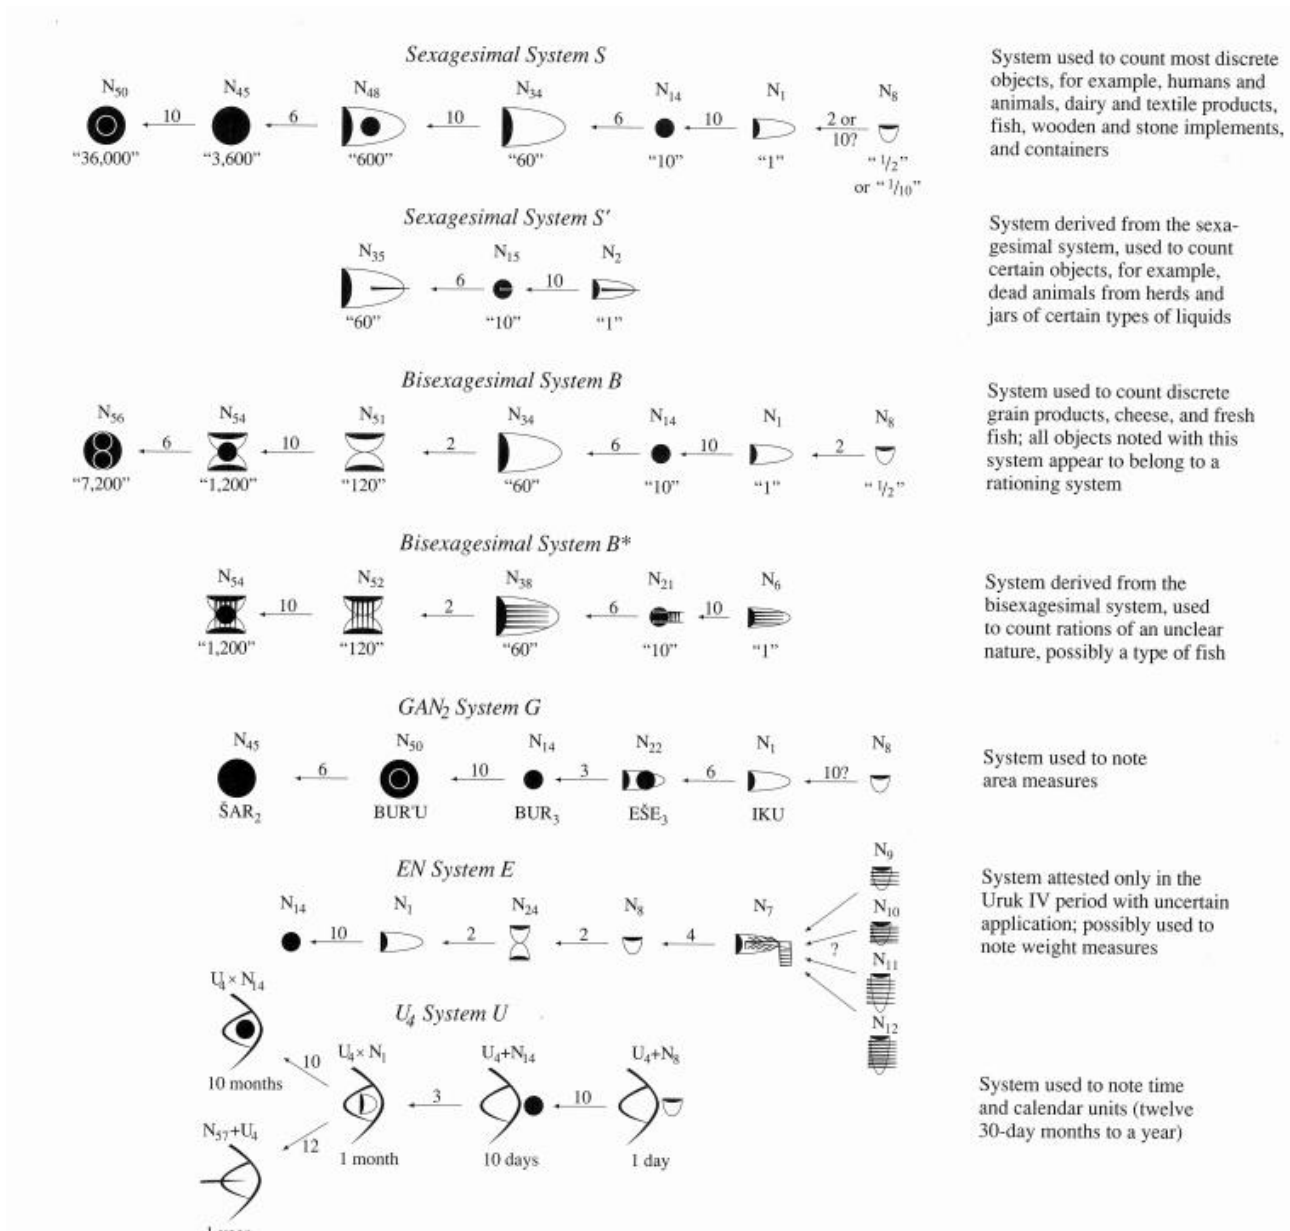 Sexagesimal System S
N50 N45 N48 N34 N14 N1 N8
10 6 10 6 10 2 or 10?
“36,000” “3,600” “600” “60” “10” “1” “1/2” or “1/10”
System used to count most discrete
objects, for example, humans and
animals, dairy and textile products,
fish, wooden and stone implements,
and containers
Sexagesimal System S′
N35 N15 N2
6 10
“60” “10” “1”
System derived from the sexa-
gesimal system, used to count
certain objects, for example,
dead animals from herds and
jars of certain types of liquids
Bisexagesimal System B
N56 N54 N51 N34 N14 N1 N8
6 10 2 6 10 2
“7,200” “1,200” “120” “60” “10” “1” “1/2”
System used to count discrete
grain products, cheese, and fresh
fish; all objects noted with this
system appear to belong to a
rationing system
Bisexagesimal System B*
N54 N52 N38 N21 N6
10 2 6 10
“1,200” “120” “60” “10” “1”
System derived from the
bisexagesimal system, used
to count rations of an unclear
nature, possibly a type of fish
GAN2 System G
N45 N50 N14 N22 N1 N8
6 10 3 6 10?
ŠAR2 BUR'U BUR3 EŠE3 IKU
System used to note
area measures
EN System E
N14 N1 N24 N8 N7 N9
N10
N11
N12
10 2 2 4 ?
System attested only in the
Uruk IV period with uncertain
application; possibly used to
note weight measures
U4 System U
U4 × N14
10 months
U4 × N1 U4+N14 U4+N8
10 3 10
12
1 month 10 days 1 day
N57+U4
System used to note time
and calendar units (twelve
30-day months to a year)